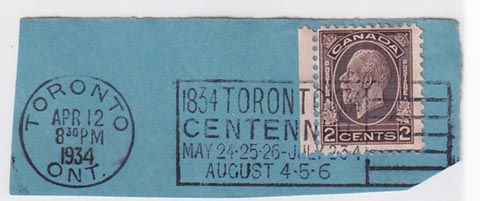 TORONTO
APR 12
8 30 PM
1934
ONT.
1834 TORONTO
CENTENN
MAY 24-25-26-JULY 2-3-4
AUGUST 4-5-6
CANADA
2 CENTS 2